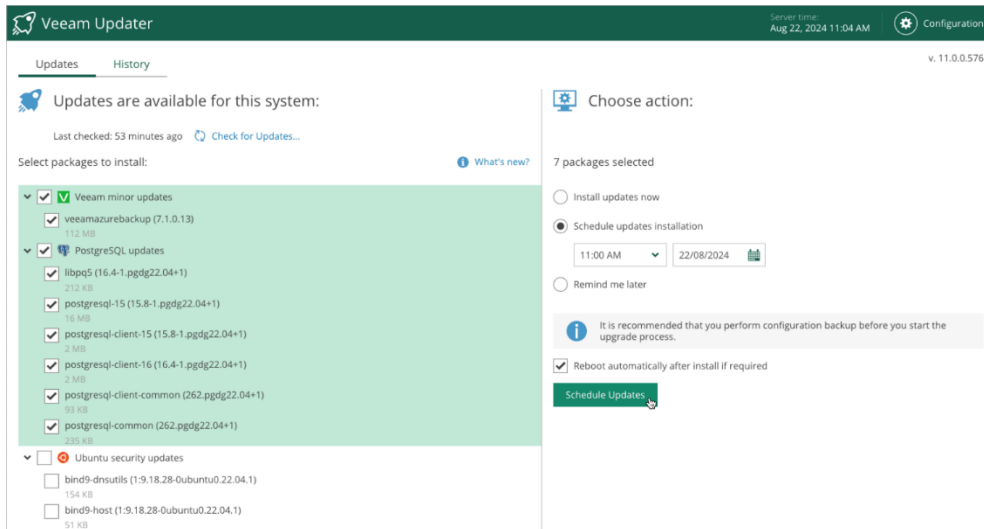 Veeam Updater
Server time:
Aug 22, 2024 11:04 AM
Configuration
Updates
History
v. 11.0.0.576
Updates are available for this system:
Last checked: 53 minutes ago
Check for Updates...
Select packages to install:
What's new?
Veeam minor updates
veeamazurebackup (7.1.0.13)
112 MB
PostgreSQL updates
libpq5 (16.4-1.pgdg22.04+1)
212 KB
postgresql-15 (15.8-1.pgdg22.04+1)
16 MB
postgresql-client-15 (15.8-1.pgdg22.04+1)
2 MB
postgresql-client-16 (16.4-1.pgdg22.04+1)
2 MB
postgresql-client-common (262.pgdg22.04+1)
93 KB
postgresql-common (262.pgdg22.04+1)
235 KB
Ubuntu security updates
bind9-dnsutils (1:9.18.28-0ubuntu0.22.04.1)
154 KB
bind9-host (1:9.18.28-0ubuntu0.22.04.1)
51 KB
Choose action:
7 packages selected
Install updates now
Schedule updates installation
11:00 AM
22/08/2024
Remind me later
It is recommended that you perform configuration backup before you start the
upgrade process.
Reboot automatically after install if required
Schedule Updates